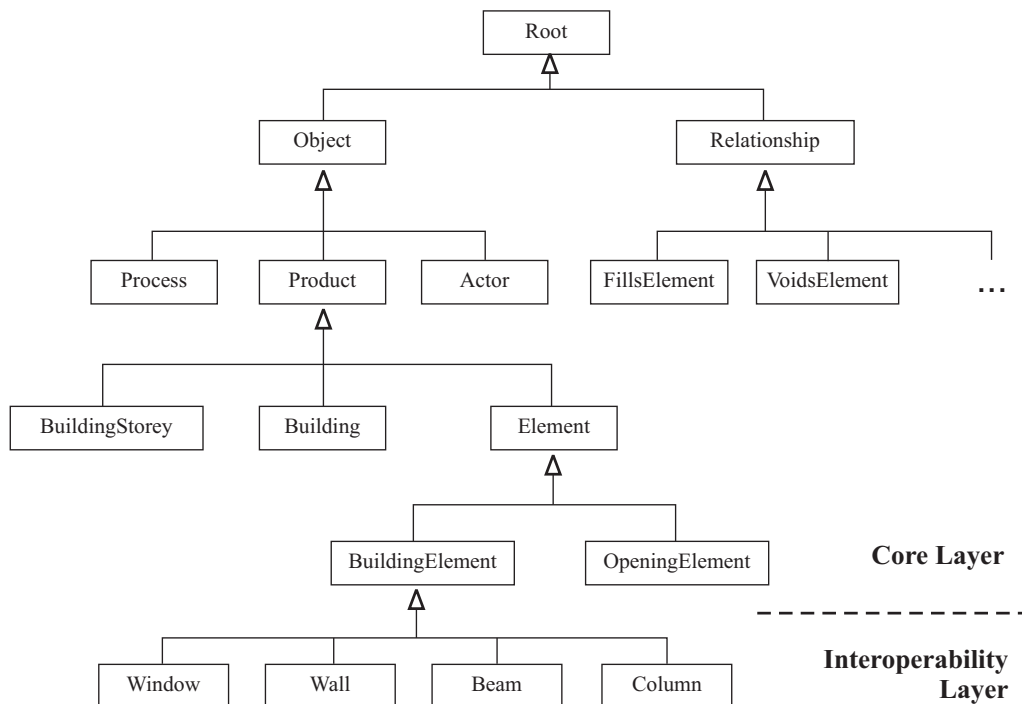 Root
Object
Relationship
Process
Product
Actor
FillsElement
VoidsElement
...
BuildingStorey
Building
Element
BuildingElement
OpeningElement
Core Layer
Window
Wall
Beam
Column
Interoperability
Layer